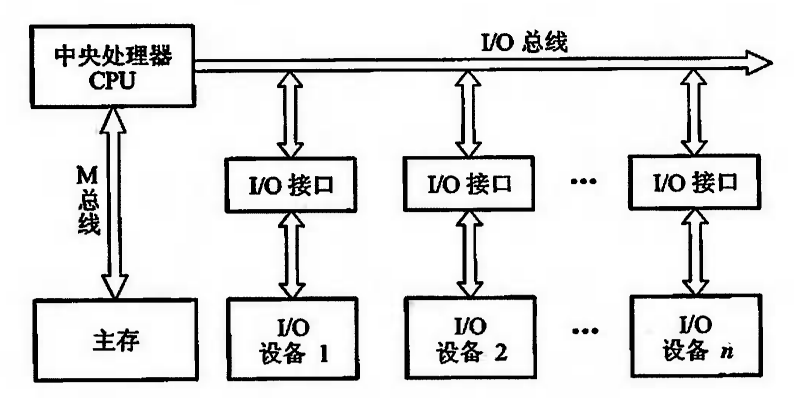 中央处理器
CPU
I/O 总线
M
总
线
I/O 接口
I/O 接口
···
I/O 接口
主存
I/O
设备 1
I/O
设备 2
···
I/O
设备 n